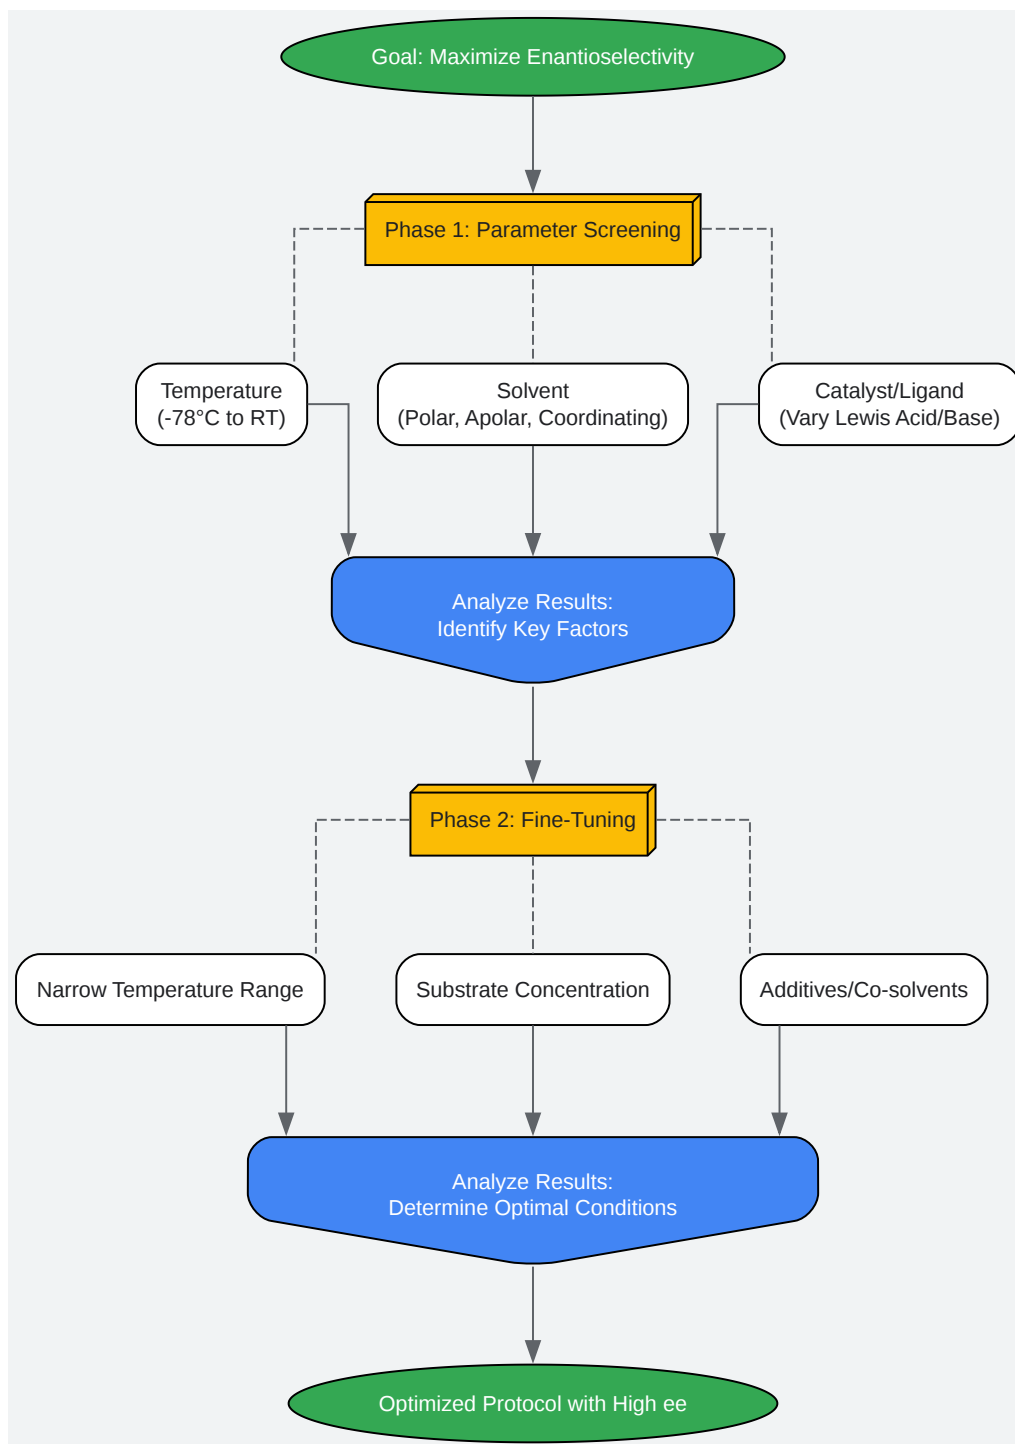 Goal: Maximize Enantioselectivity
Phase 1: Parameter Screening
Temperature
(-78°C to RT)
Solvent
(Polar, Apolar, Coordinating)
Catalyst/Ligand
(Vary Lewis Acid/Base)
Analyze Results:
Identify Key Factors
Phase 2: Fine-Tuning
Narrow Temperature Range
Substrate Concentration
Additives/Co-solvents
Analyze Results:
Determine Optimal Conditions
Optimized Protocol with High ee